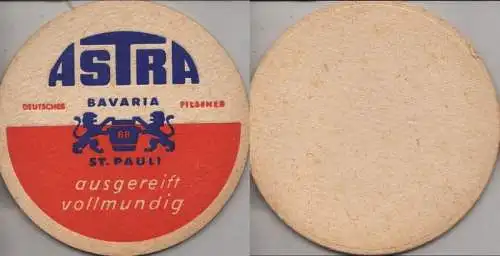 ASTRA
DEUTSCHES BAVARIA PILSENER
BB
ST. PAULI
ausgereift
vollmundig